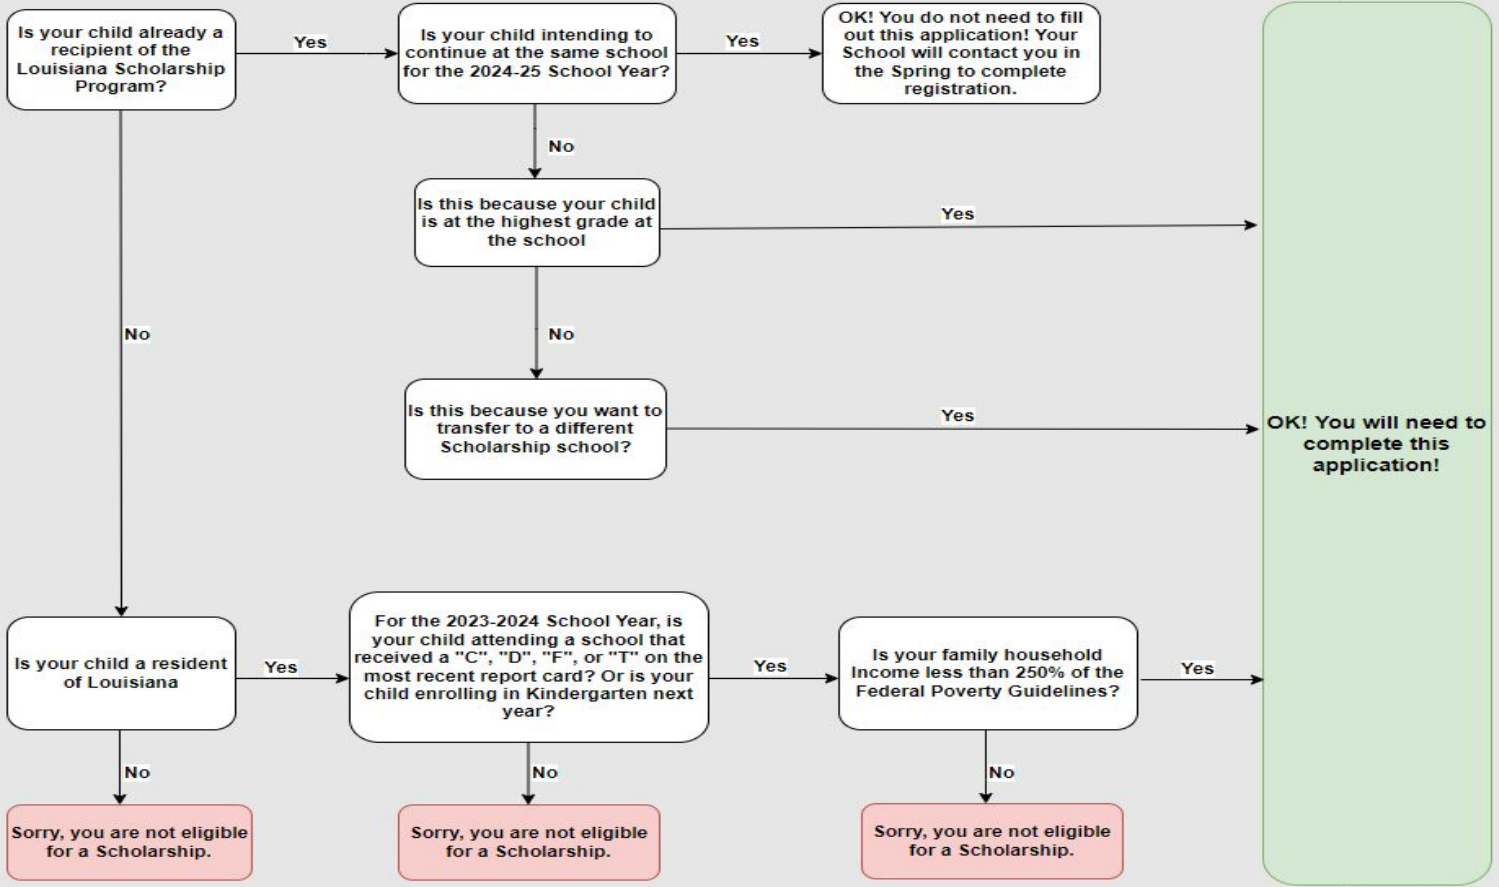 Is your child already a
recipient of the
Louisiana Scholarship
Program?
Yes
Is your child intending to
continue at the same school
for the 2024-25 School Year?
Yes
OK! You do not need to fill
out this application! Your
School will contact you in
the Spring to complete
registration.
No
Is this because your child
is at the highest grade at
the school
Yes
No
No
Is this because you want to
transfer to a different
Scholarship school?
Yes
OK! You will need to
complete this
application!
Is your child a resident
of Louisiana
Yes
For the 2023-2024 School Year, is
your child attending a school that
received a "C", "D", "F", or "T" on the
most recent report card? Or is your
child enrolling in Kindergarten next
year?
Yes
Is your family household
Income less than 250% of the
Federal Poverty Guidelines?
Yes
No
No
No
Sorry, you are not eligible
for a Scholarship.
Sorry, you are not eligible
for a Scholarship.
Sorry, you are not eligible
for a Scholarship.